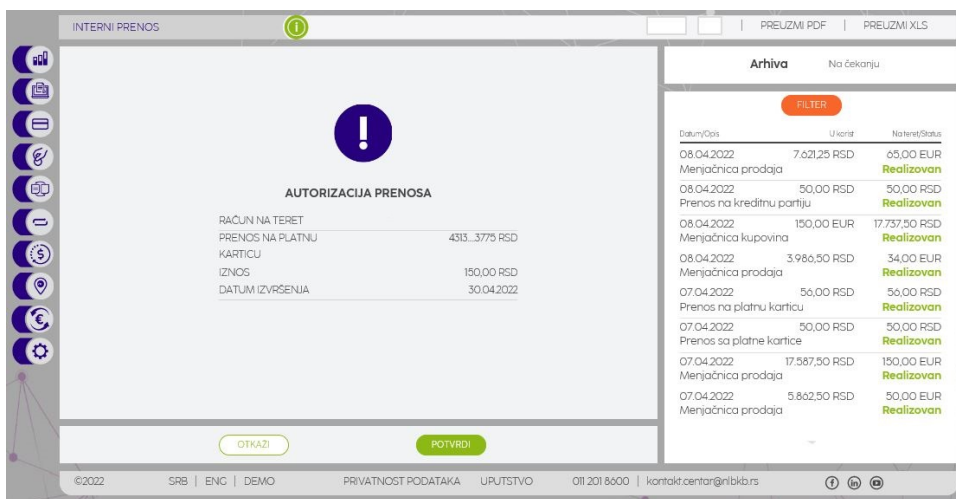 INTERNI PRENOS
PREUZMI PDF | PREUZMI XLS
Arhiva Na čekanju
FILTER
Datum/Opis U korist Na teret/Status
08.04.2022 7.621,25 RSD 65,00 EUR
Menjačnica prodaja Realizovan
08.04.2022 50,00 RSD 50,00 RSD
Prenos na kreditnu partiju Realizovan
08.04.2022 150,00 EUR 17.737,50 RSD
Menjačnica kupovina Realizovan
08.04.2022 3.986,50 RSD 34,00 EUR
Menjačnica prodaja Realizovan
07.04.2022 56,00 RSD 56,00 RSD
Prenos na platnu karticu Realizovan
07.04.2022 50,00 RSD 50,00 RSD
Prenos sa platne kartice Realizovan
07.04.2022 17.587,50 RSD 150,00 EUR
Menjačnica prodaja Realizovan
07.04.2022 5.862,50 RSD 50,00 EUR
Menjačnica prodaja Realizovan
AUTORIZACIJA PRENOSA
RAČUN NA TERET
PRENOS NA PLATNU 4313...3775 RSD
KARTICU
IZNOS 150,00 RSD
DATUM IZVRŠENJA 30.04.2022
OTKAŽI POTVRDI
©2022 SRB | ENG | DEMO PRIVATNOST PODATAKA UPUTSTVO 011 201 8600 | kontakt.centar@nlbkb.rs